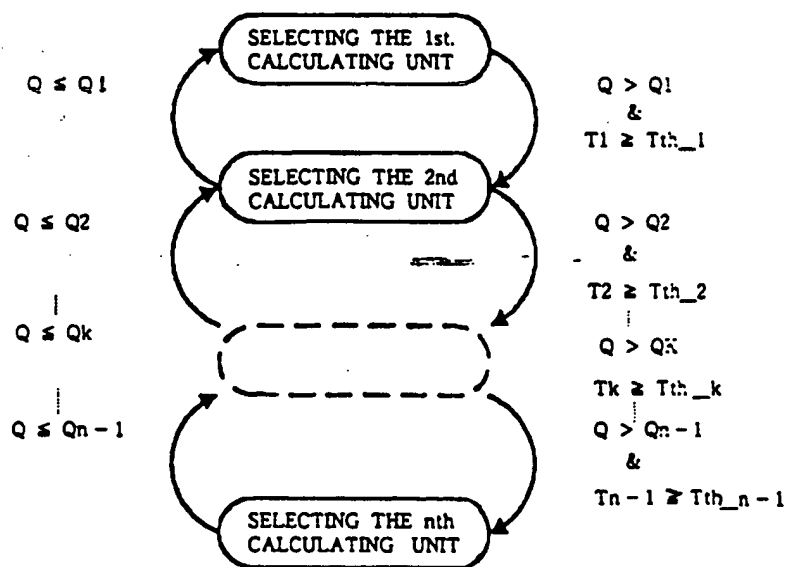 SELECTING THE 1st.
CALCULATING UNIT
Q ≤ Q1
Q > Q1
&
T1 ≥ Tth_1
SELECTING THE 2nd
CALCULATING UNIT
Q ≤ Q2
Q > Q2
&
T2 ≥ Tth_2
Q ≤ Qk
Q > QK
Tk ≥ Tth_k
Q ≤ Qn-1
Q > Qn-1
&
Tn-1 ≥ Tth_n-1
SELECTING THE nth
CALCULATING UNIT